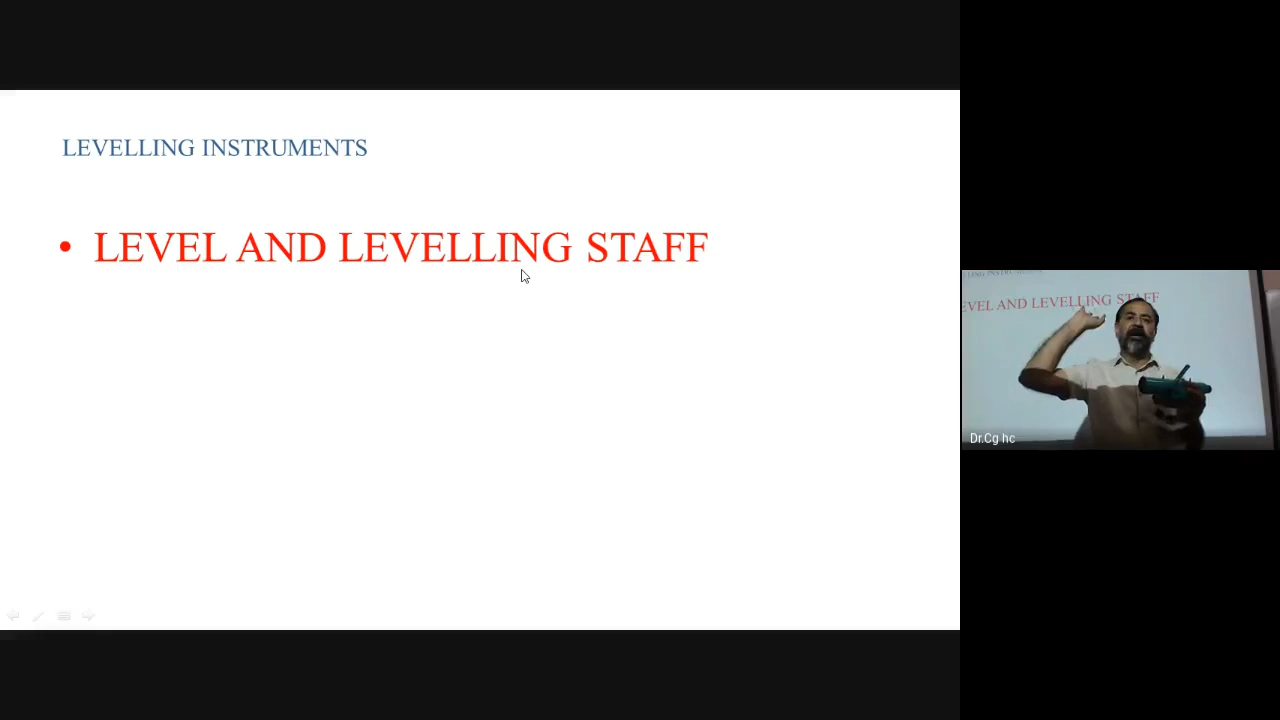 LEVELLING INSTRUMENTS
• LEVEL AND LEVELLING STAFF
EVEL AND LEVELLING STAFF
Dr.Cg hc